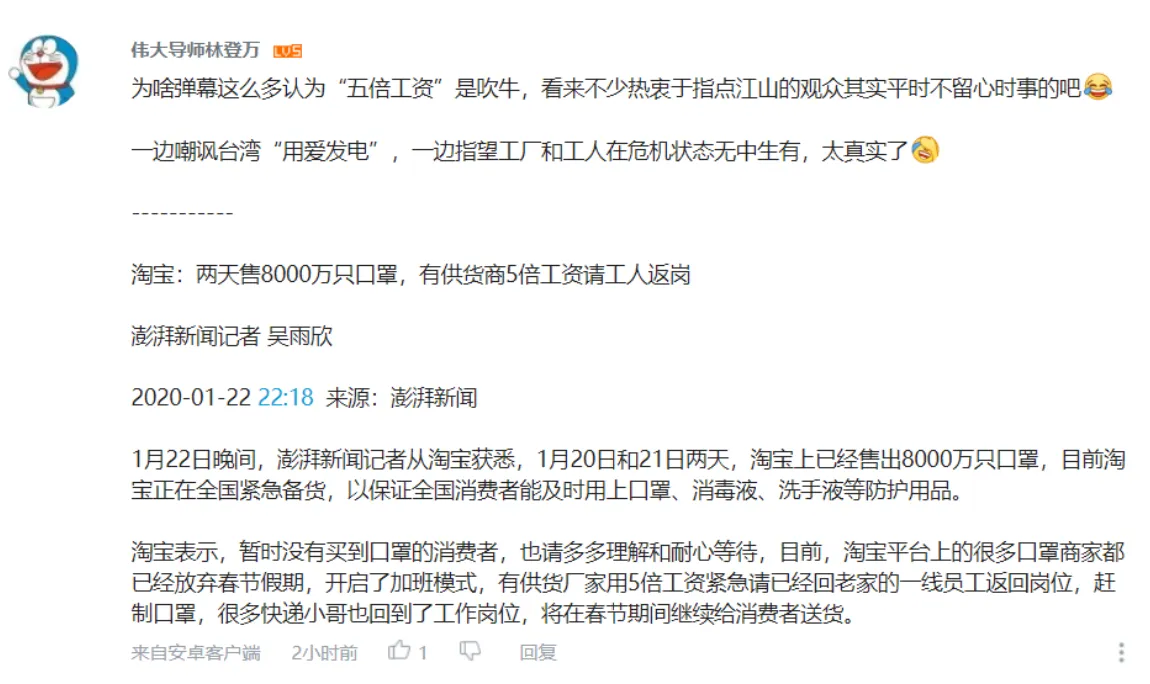 伟大导师林登万 LV5
为啥弹幕这么多认为“五倍工资”是吹牛，看来不少热衷于指点江山的观众其实平时不留心时事的吧😂
一边嘲讽台湾“用爱发电”，一边指望工厂和工人在危机状态无中生有，太真实了🤣
-----------
淘宝：两天售8000万只口罩，有供货商5倍工资请工人返岗
澎湃新闻记者 吴雨欣
2020-01-22 22:18 来源：澎湃新闻
1月22日晚间，澎湃新闻记者从淘宝获悉，1月20日和21日两天，淘宝上已经售出8000万只口罩，目前淘
宝正在全国紧急备货，以保证全国消费者能及时用上口罩、消毒液、洗手液等防护用品。
淘宝表示，暂时没有买到口罩的消费者，也请多多理解和耐心等待，目前，淘宝平台上的很多口罩商家都
已经放弃春节假期，开启了加班模式，有供货厂家用5倍工资紧急请已经回老家的一线员工返回岗位，赶
制口罩，很多快递小哥也回到了工作岗位，将在春节期间继续给消费者送货。
来自安卓客户端 2小时前 1 回复